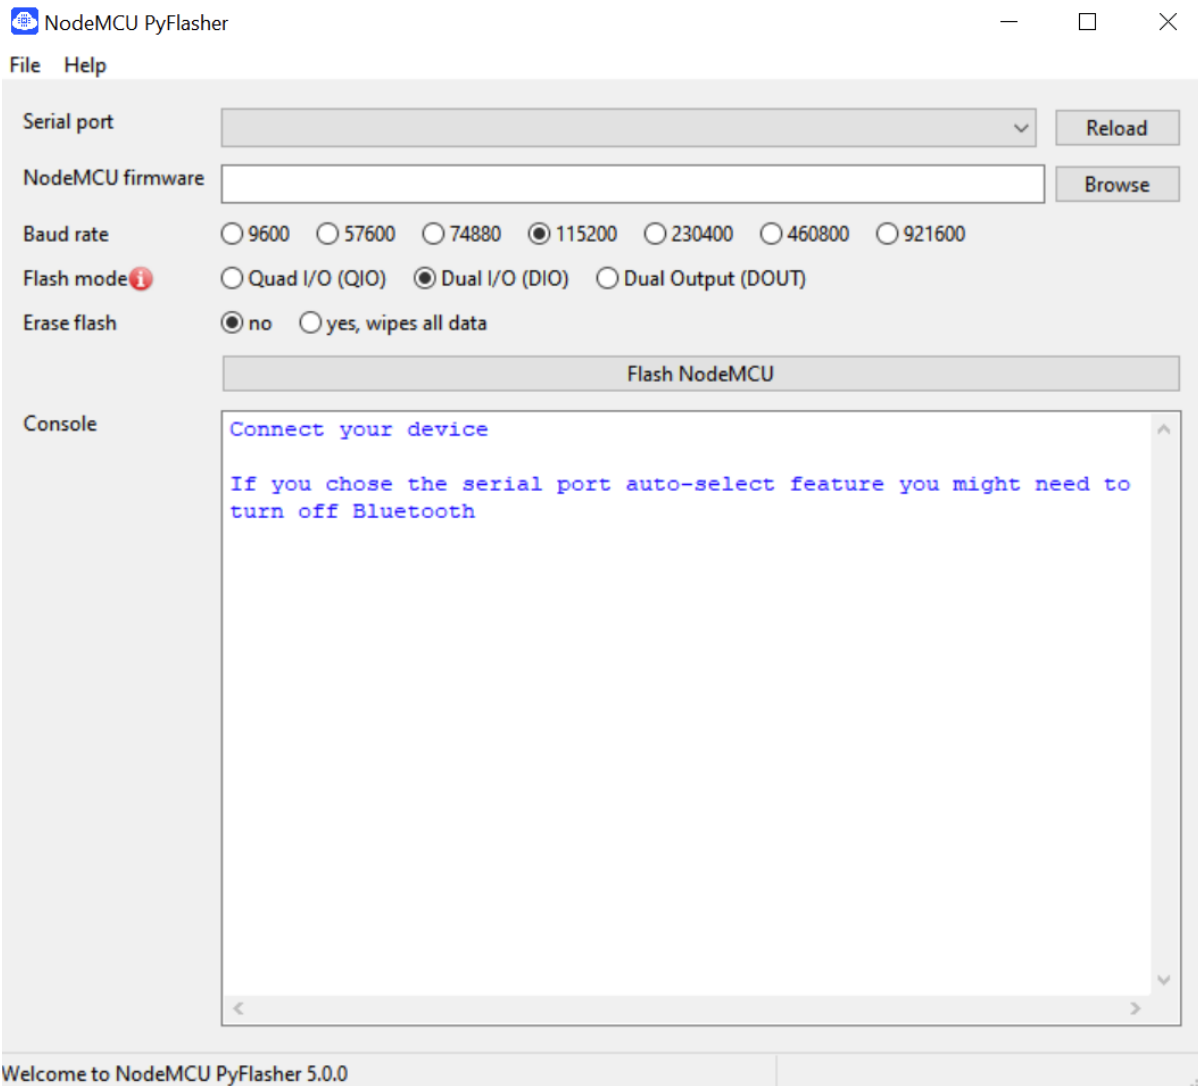 NodeMCU PyFlasher
File Help
Serial port
Reload
NodeMCU firmware
Browse
Baud rate 9600 57600 74880 115200 230400 460800 921600
Flash mode Quad I/O (QIO) Dual I/O (DIO) Dual Output (DOUT)
Erase flash no yes, wipes all data
Flash NodeMCU
Console
Connect your device
If you chose the serial port auto-select feature you might need to
turn off Bluetooth
Welcome to NodeMCU PyFlasher 5.0.0